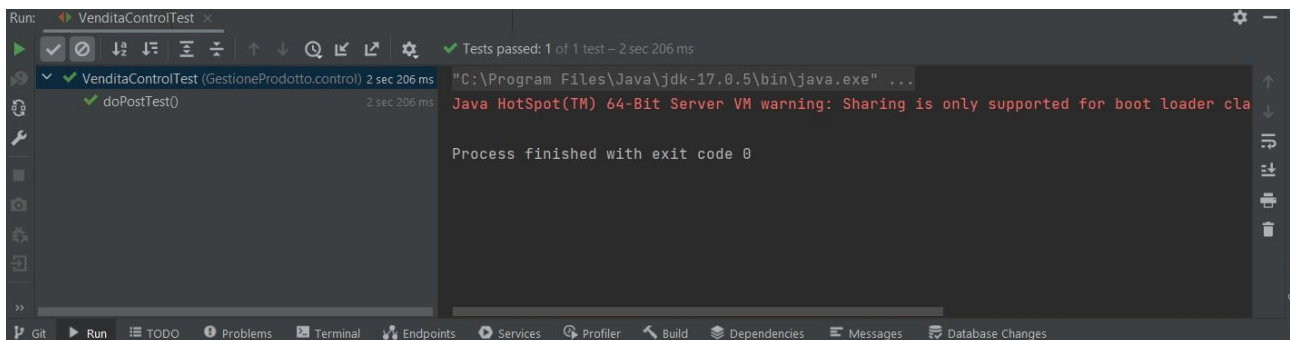 Run: VenditaControlTest
Tests passed: 1 of 1 test – 2 sec 206 ms
VenditaControlTest (GestioneProdotto.control) 2 sec 206 ms
doPostTest() 2 sec 206 ms
"C:\Program Files\Java\jdk-17.0.5\bin\java.exe" ...
Java HotSpot(TM) 64-Bit Server VM warning: Sharing is only supported for boot loader cla
Process finished with exit code 0
Git Run TODO Problems Terminal Endpoints Services Profiler Build Dependencies Messages Database Changes